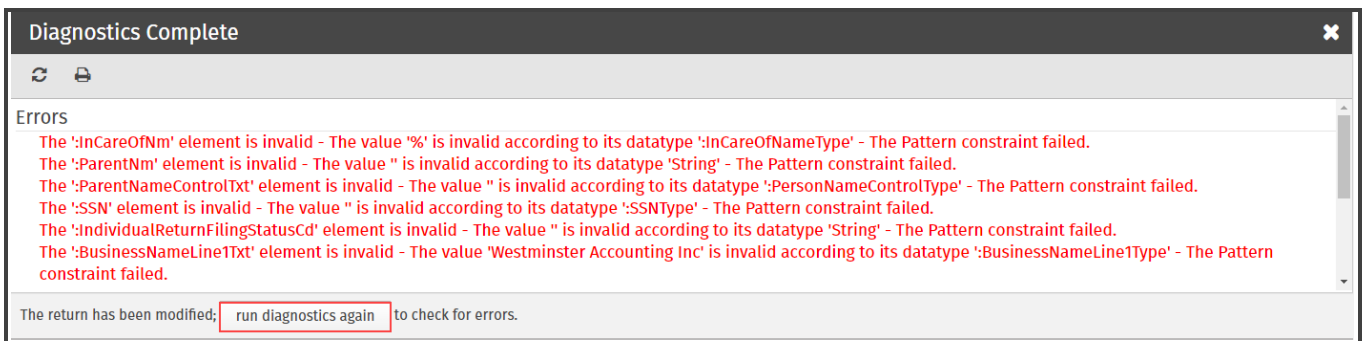 Diagnostics Complete
Errors
The ':InCareOfNm' element is invalid - The value '%' is invalid according to its datatype ':InCareOfNameType' - The Pattern constraint failed.
The ':ParentNm' element is invalid - The value '' is invalid according to its datatype 'String' - The Pattern constraint failed.
The ':ParentNameControlTxt' element is invalid - The value '' is invalid according to its datatype ':PersonNameControlType' - The Pattern constraint failed.
The ':SSN' element is invalid - The value '' is invalid according to its datatype ':SSNType' - The Pattern constraint failed.
The ':IndividualReturnFilingStatusCd' element is invalid - The value '' is invalid according to its datatype 'String' - The Pattern constraint failed.
The ':BusinessNameLine1Txt' element is invalid - The value 'Westminster Accounting Inc' is invalid according to its datatype ':BusinessNameLine1Type' - The Pattern
constraint failed.
The return has been modified; run diagnostics again to check for errors.